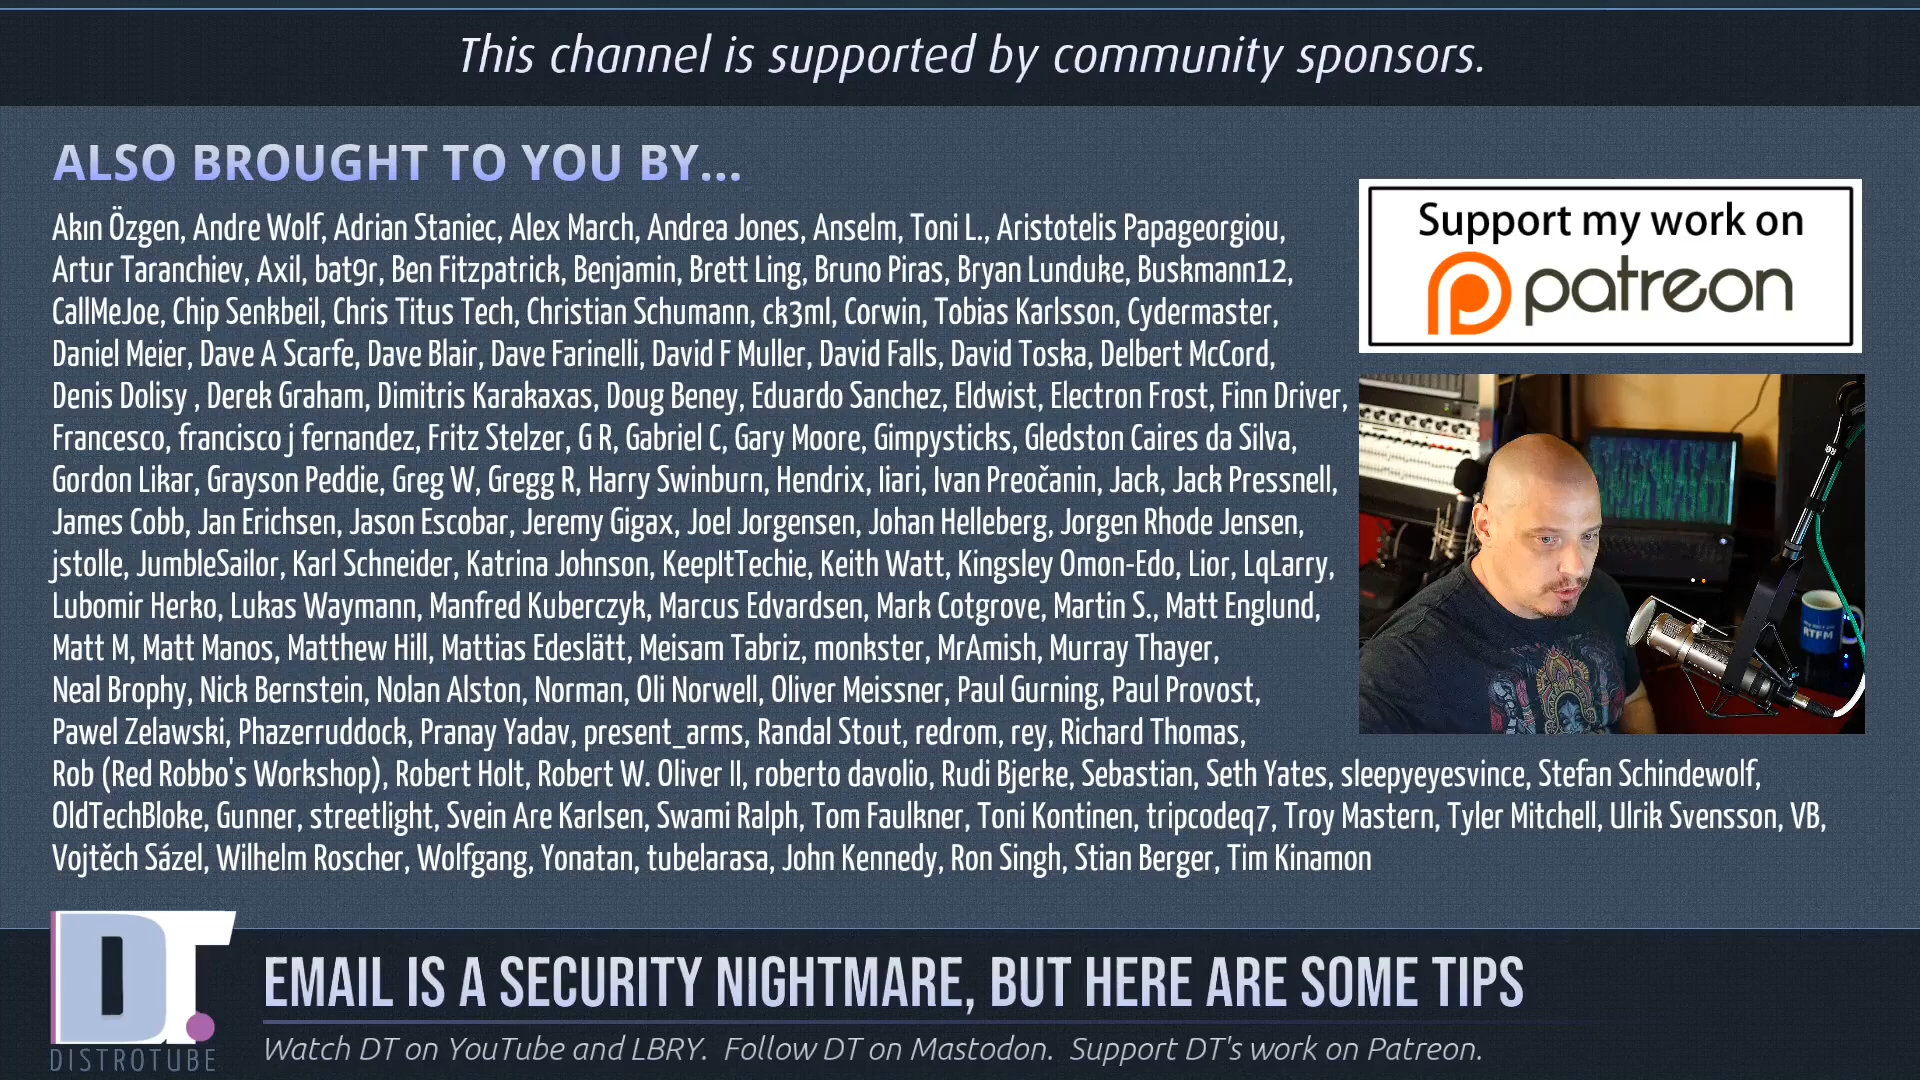 This channel is supported by community sponsors.
ALSO BROUGHT TO YOU BY...
Akın Özgen, Andre Wolf, Adrian Staniec, Alex March, Andrea Jones, Anselm, Toni L., Aristotelis Papageorgiou,
Artur Taranchiev, Axil, bat9r, Ben Fitzpatrick, Benjamin, Brett Ling, Bruno Piras, Bryan Lunduke, Buskmann12,
CallMeJoe, Chip Senkbeil, Chris Titus Tech, Christian Schumann, ck3ml, Corwin, Tobias Karlsson, Cydermaster,
Daniel Meier, Dave A Scarfe, Dave Blair, Dave Farinelli, David F Muller, David Falls, David Toska, Delbert McCord,
Denis Dolisy , Derek Graham, Dimitris Karakaxas, Doug Beney, Eduardo Sanchez, Eldwist, Electron Frost, Finn Driver,
Francesco, francisco j fernandez, Fritz Stelzer, G R, Gabriel C, Gary Moore, Gimpysticks, Gledston Caires da Silva,
Gordon Likar, Grayson Peddie, Greg W, Gregg R, Harry Swinburn, Hendrix, liari, Ivan Preočanin, Jack, Jack Pressnell,
James Cobb, Jan Erichsen, Jason Escobar, Jeremy Gigax, Joel Jorgensen, Johan Helleberg, Jorgen Rhode Jensen,
jstolle, JumbleSailor, Karl Schneider, Katrina Johnson, KeepItTechie, Keith Watt, Kingsley Omon-Edo, Lior, LqLarry,
Lubomir Herko, Lukas Waymann, Manfred Kuberczyk, Marcus Edvardsen, Mark Cotgrove, Martin S., Matt Englund,
Matt M, Matt Manos, Matthew Hill, Mattias Edeslätt, Meisam Tabriz, monkster, MrAmish, Murray Thayer,
Neal Brophy, Nick Bernstein, Nolan Alston, Norman, Oli Norwell, Oliver Meissner, Paul Gurning, Paul Provost,
Pawel Zelawski, Phazerruddock, Pranay Yadav, present_arms, Randal Stout, redrom, rey, Richard Thomas,
Rob (Red Robbo's Workshop), Robert Holt, Robert W. Oliver II, roberto davolio, Rudi Bjerke, Sebastian, Seth Yates, sleepyeyesvince, Stefan Schindewolf,
OldTechBloke, Gunner, streetlight, Svein Are Karlsen, Swami Ralph, Tom Faulkner, Toni Kontinen, tripcodeq7, Troy Mastern, Tyler Mitchell, Ulrik Svensson, VB,
Vojtěch Sázel, Wilhelm Roscher, Wolfgang, Yonatan, tubelarasa, John Kennedy, Ron Singh, Stian Berger, Tim Kinamon
Support my work on
patreon
RTFM
DT
DISTROTUBE
EMAIL IS A SECURITY NIGHTMARE, BUT HERE ARE SOME TIPS
Watch DT on YouTube and LBRY. Follow DT on Mastodon. Support DT's work on Patreon.